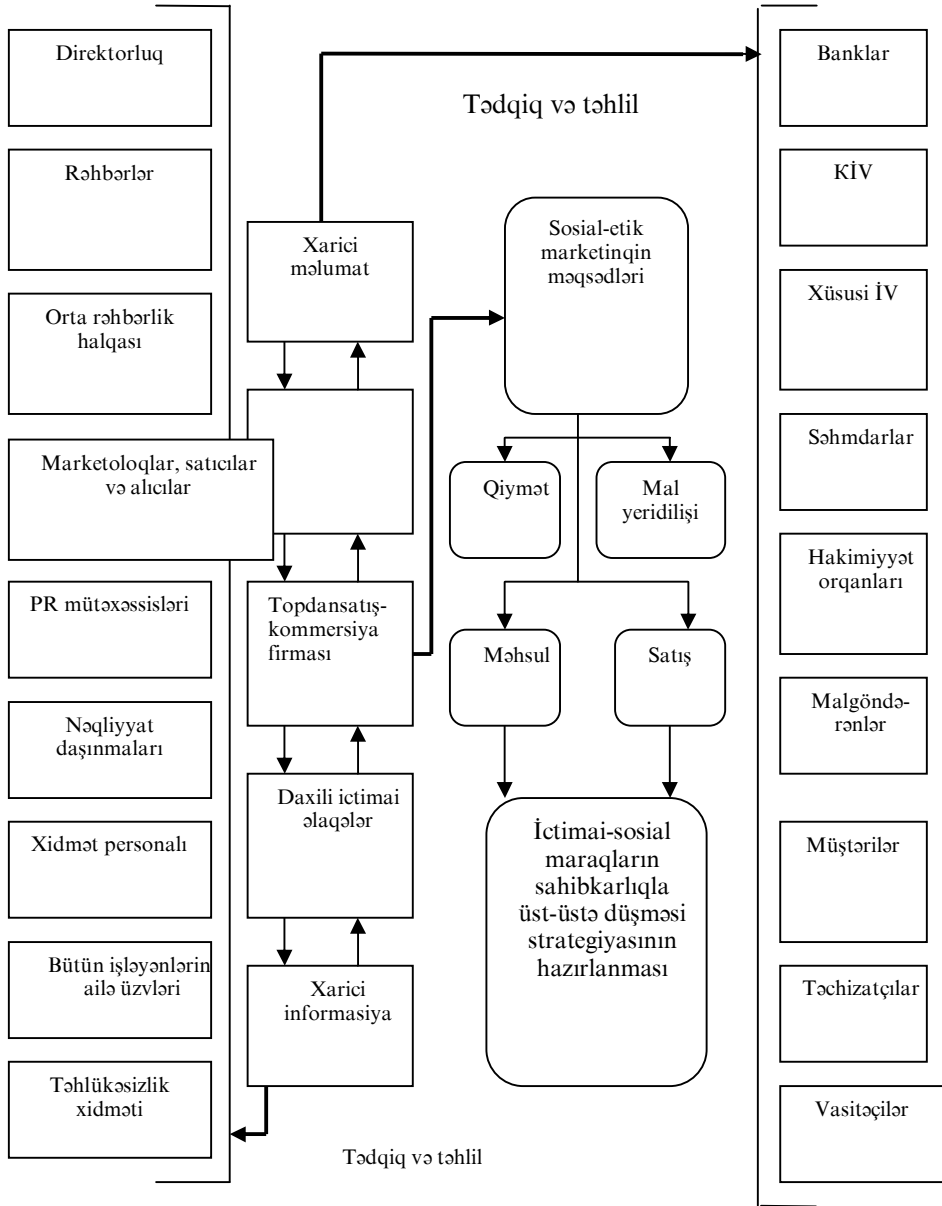 Direktorluq
Rəhbərlər
Orta rəhbərlik
halqası
Marketoloqlar, satıcılar
və alıcılar
PR mütəxəssisləri
Nəqliyyat
daşınmaları
Xidmət personalı
Bütün işləyənlərin
ailə üzvləri
Təhlükəsizlik
xidməti
Xarici
məlumat
Topdansatış-
kommersiya
firması
Daxili ictimai
əlaqələr
Xarici
informasiya
Tədqiq və təhlil
Sosial-etik
marketinqin
məqsədləri
Qiymət
Mal
yeridilişi
Məhsul
Satış
İctimai-sosial
maraqların
sahibkarlıqla
üst-üstə düşməsi
strategiyasının
hazırlanması
Tədqiq və təhlil
Banklar
KİV
Xüsusi İV
Səhmdarlar
Hakimiyyət
orqanları
Malgöndə-
rənlər
Müştərilər
Təchizatçılar
Vasitəçilər